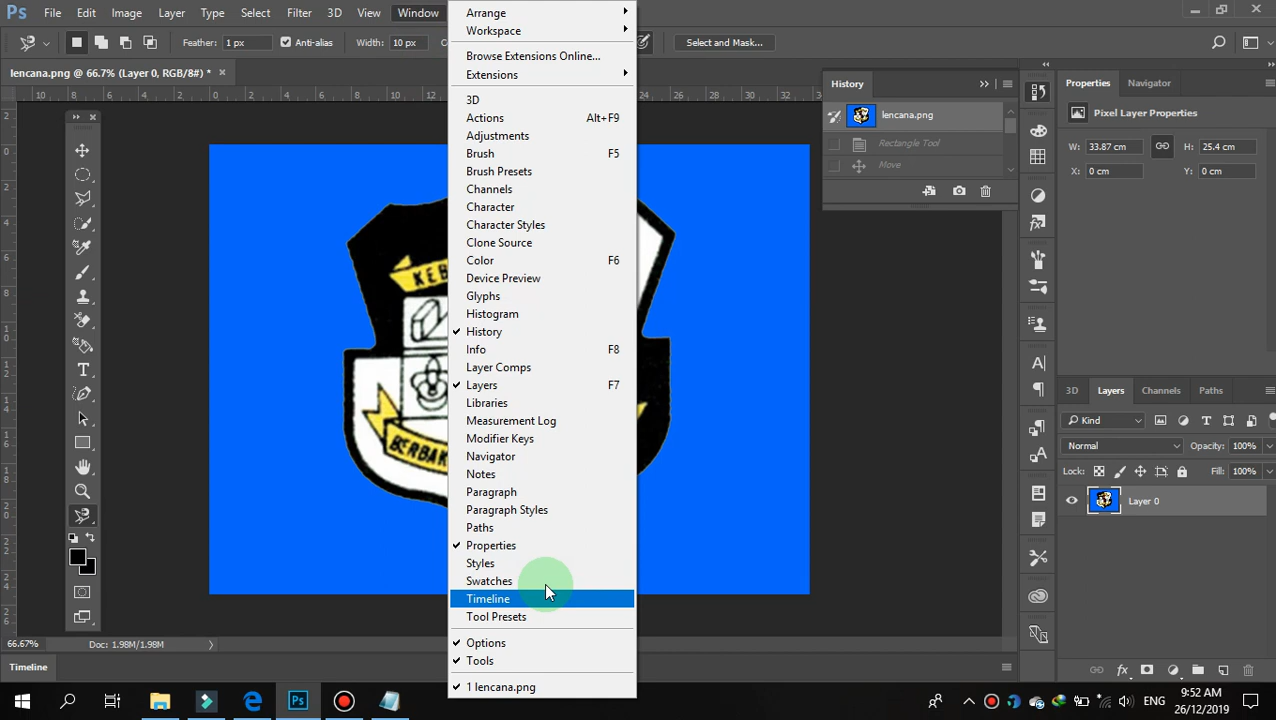 Ps File Edit Image Layer Type Select Filter 3D View Window
Feather: 1 px Anti-alias Width: 10 px Select and Mask...
lencana.png @ 66.7% (Layer 0, RGB/8#) * ×
Arrange
Workspace
Browse Extensions Online...
Extensions
3D
Actions Alt+F9
Adjustments
Brush F5
Brush Presets
Channels
Character
Character Styles
Clone Source
Color F6
Device Preview
Glyphs
Histogram
History
Info F8
Layer Comps
Layers F7
Libraries
Measurement Log
Modifier Keys
Navigator
Notes
Paragraph
Paragraph Styles
Paths
Properties
Styles
Swatches
Timeline
Tool Presets
Options
Tools
1 lencana.png
KEB
BERBAK
History
lencana.png
Rectangle Tool
Move
Properties Navigator
Pixel Layer Properties
W: 33.87 cm H: 25.4 cm
X: 0 cm Y: 0 cm
3D Layers Channels Paths
Kind
Normal Opacity: 100%
Lock: Fill: 100%
Layer 0
66.67% Doc: 1.98M/1.98M
Timeline
9:52 AM
26/12/2019